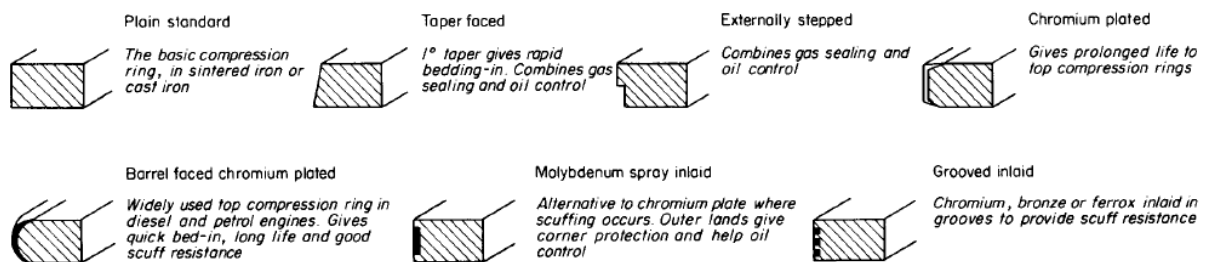 Plain standard
The basic compression
ring, in sintered iron or
cast iron
Taper faced
1° taper gives rapid
bedding-in. Combines gas
sealing and oil control
Externally stepped
Combines gas sealing and
oil control
Chromium plated
Gives prolonged life to
top compression rings
Barrel faced chromium plated
Widely used top compression ring in
diesel and petrol engines. Gives
quick bed-in, long life and good
scuff resistance
Molybdenum spray inlaid
Alternative to chromium plate where
scuffing occurs. Outer lands give
corner protection and help oil
control
Grooved inlaid
Chromium, bronze or ferrox inlaid in
grooves to provide scuff resistance